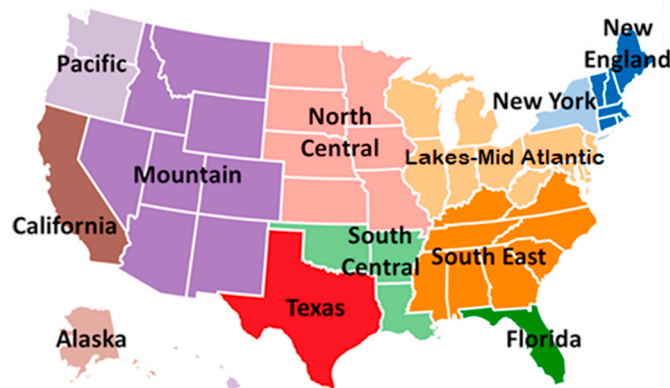 New
England
Pacific
New York
North
Central
Lakes-Mid Atlantic
Mountain
California
South
Central
South East
Texas
Alaska
Florida